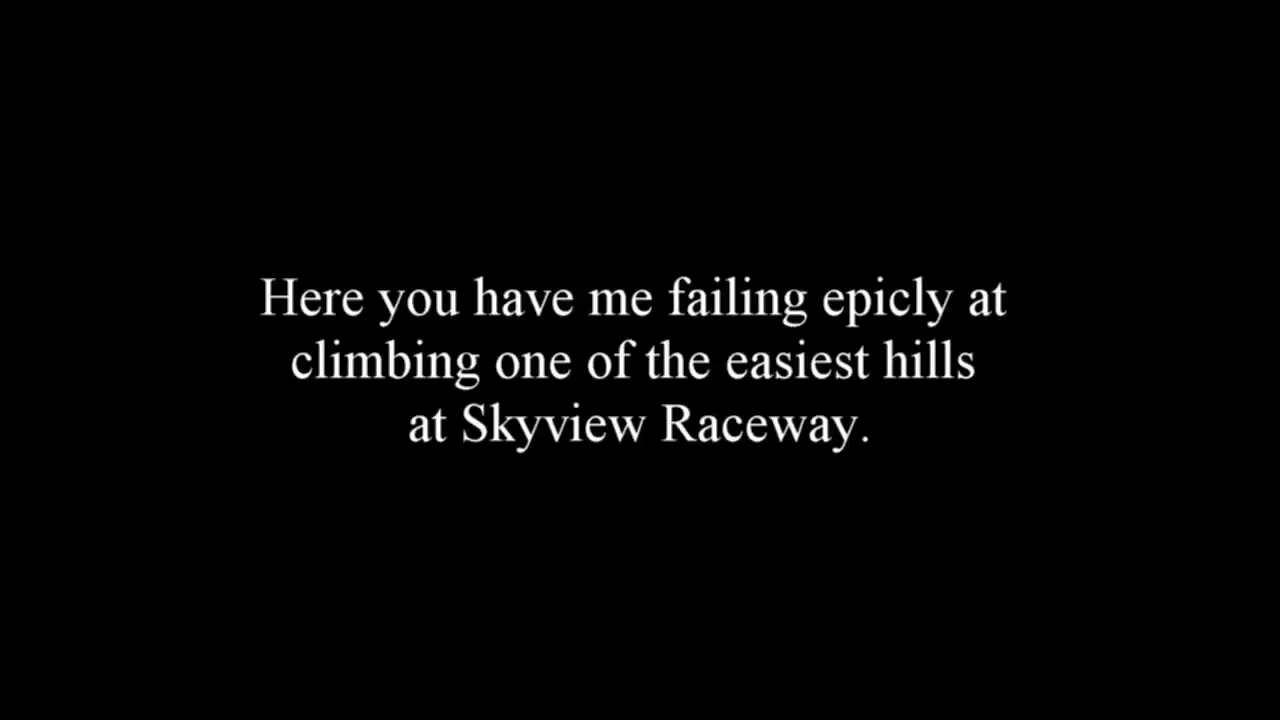 Here you have me failing epicly at
climbing one of the easiest hills
at Skyview Raceway.